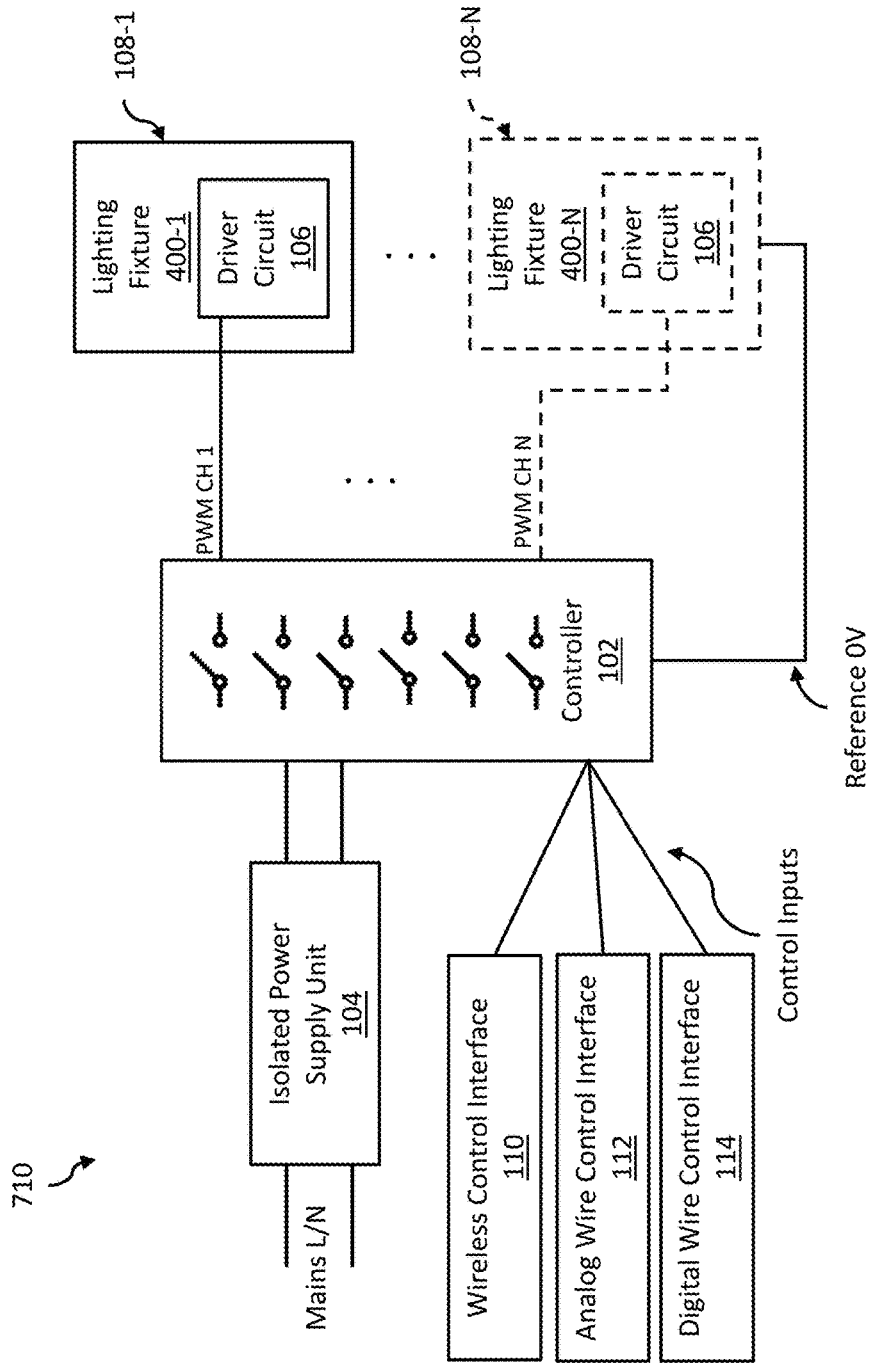 710
Mains L/N
Isolated Power
Supply Unit
104
Wireless Control Interface
110
Analog Wire Control Interface
112
Digital Wire Control Interface
114
Control Inputs
Controller
102
Reference 0V
PWM CH 1
. . .
PWM CH N
108-1
Lighting
Fixture
400-1
Driver
Circuit
106
. . .
108-N
Lighting
Fixture
400-N
Driver
Circuit
106